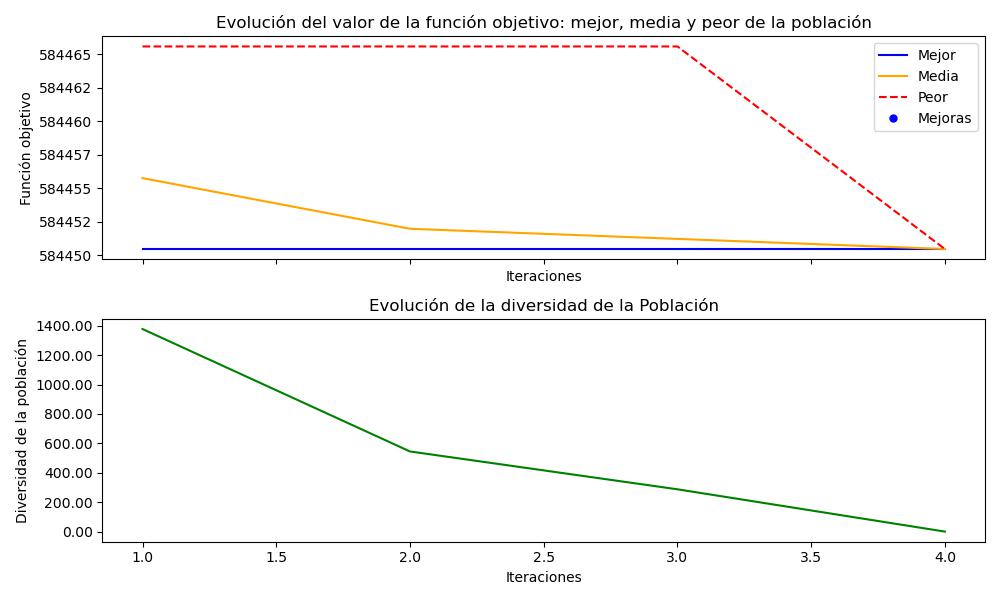 Evolución del valor de la función objetivo: mejor, media y peor de la población
Función objetivo
584465
584462
584460
584457
584455
584452
584450
Mejor
Media
Peor
Mejoras
Iteraciones
Evolución de la diversidad de la Población
Diversidad de la población
1400.00
1200.00
1000.00
800.00
600.00
400.00
200.00
0.00
1.0 1.5 2.0 2.5 3.0 3.5 4.0
Iteraciones